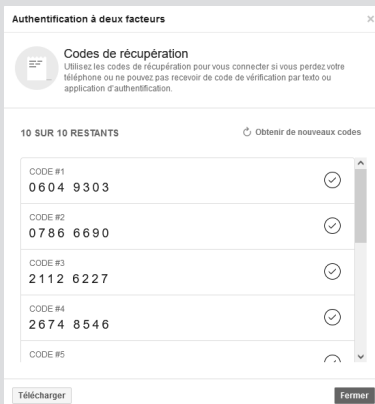 Authentification à deux facteurs
Codes de récupération
Utilisez les codes de récupération pour vous connecter si vous perdez votre
téléphone ou ne pouvez pas recevoir de code de vérification par texto ou
application d'authentification.
10 SUR 10 RESTANTS
Obtenir de nouveaux codes
CODE #1
0604 9303
CODE #2
0786 6690
CODE #3
2112 6227
CODE #4
2674 8546
CODE #5
Télécharger
Fermer